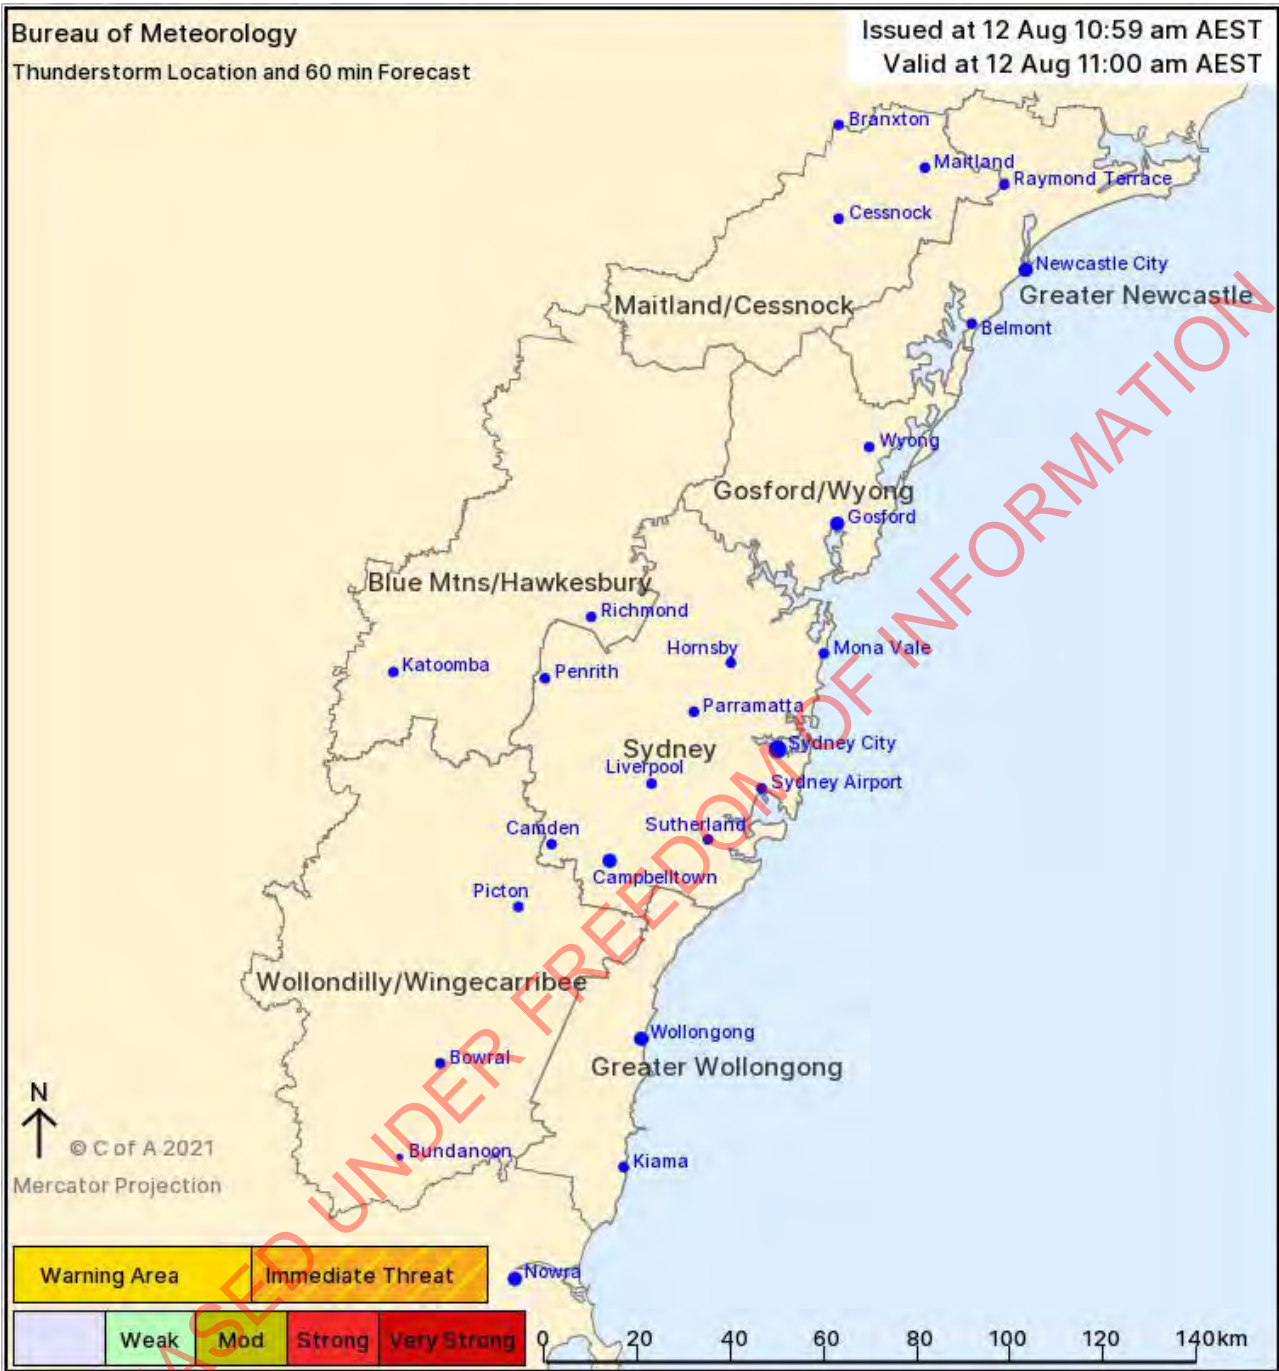 Bureau of Meteorology
Thunderstorm Location and 60 min Forecast
Issued at 12 Aug 10:59 am AEST
Valid at 12 Aug 11:00 am AEST
Branxton
Maitland
Raymond Terrace
Cessnock
Newcastle City
Greater Newcastle
Maitland/Cessnock
Belmont
Wyong
Gosford/Wyong
Gosford
Blue Mtns/Hawkesbury
Richmond
Hornsby
Mona Vale
Katoomba
Penrith
Parramatta
Sydney City
Sydney
Liverpool
Sydney Airport
Sutherland
Camden
Campbelltown
Picton
Wollondilly/Wingecarribee
Wollongong
Bowral
Greater Wollongong
N
© C of A 2021
Bundanoon
Kiama
Mercator Projection
Warning Area
Immediate Threat
Nowra
Weak
Mod
Strong
Very Strong
0 20 40 60 80 100 120 140km
ASED UNDER FREEDOM OF INFORMATION